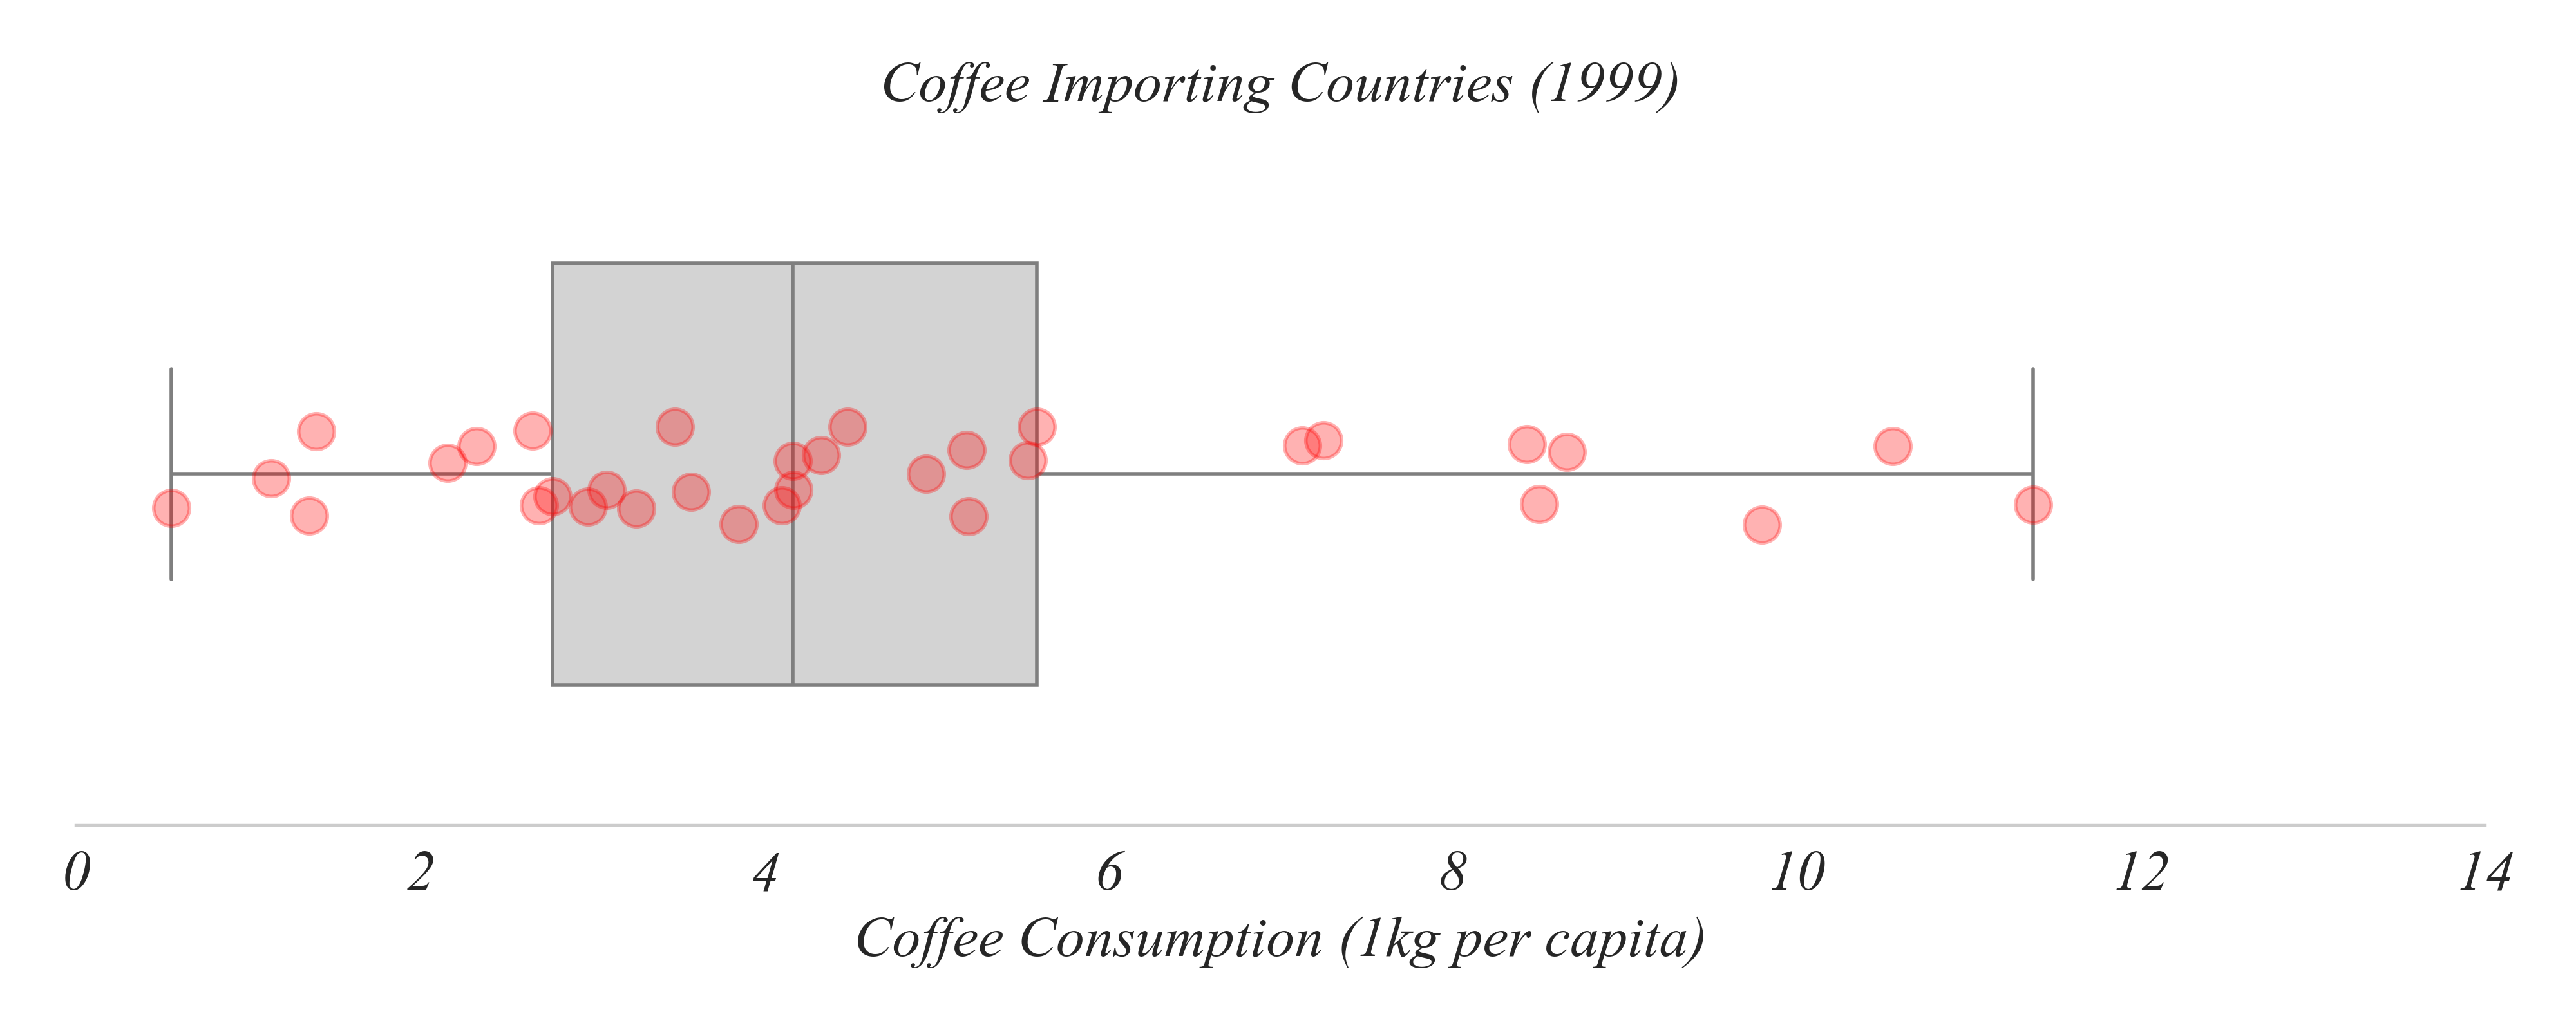 Coffee Importing Countries (1999)
0 2 4 6 8 10 12 14
Coffee Consumption (1kg per capita)